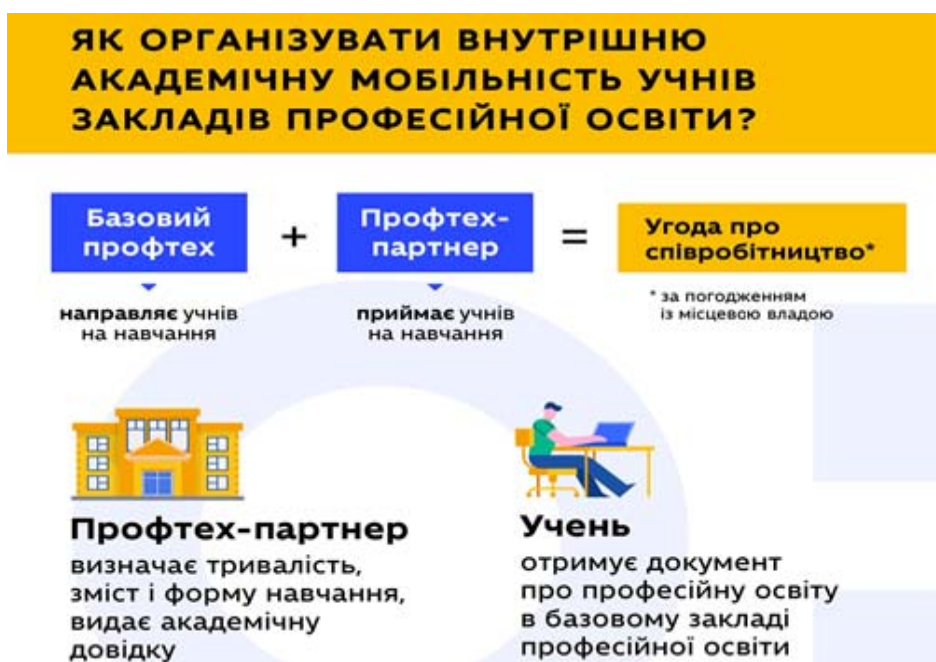 ЯК ОРГАНІЗУВАТИ ВНУТРІШНЮ
АКАДЕМІЧНУ МОБІЛЬНІСТЬ УЧНІВ
ЗАКЛАДІВ ПРОФЕСІЙНОЇ ОСВІТИ?
Базовий
профтех
+
Профтех-
партнер
=
Угода про
співробітництво*
направляє учнів
на навчання
приймає учнів
на навчання
* за погодженням
із місцевою владою
Профтех-партнер
визначає тривалість,
зміст і форму навчання,
видає академічну
довідку
Учень
отримує документ
про професійну освіту
в базовому закладі
професійної освіти